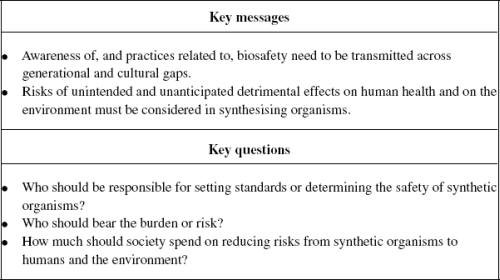 Key messages
● Awareness of, and practices related to, biosafety need to be transmitted across
generational and cultural gaps.
● Risks of unintended and unanticipated detrimental effects on human health and on the
environment must be considered in synthesising organisms.
Key questions
● Who should be responsible for setting standards or determining the safety of synthetic
organisms?
● Who should bear the burden or risk?
● How much should society spend on reducing risks from synthetic organisms to
humans and the environment?